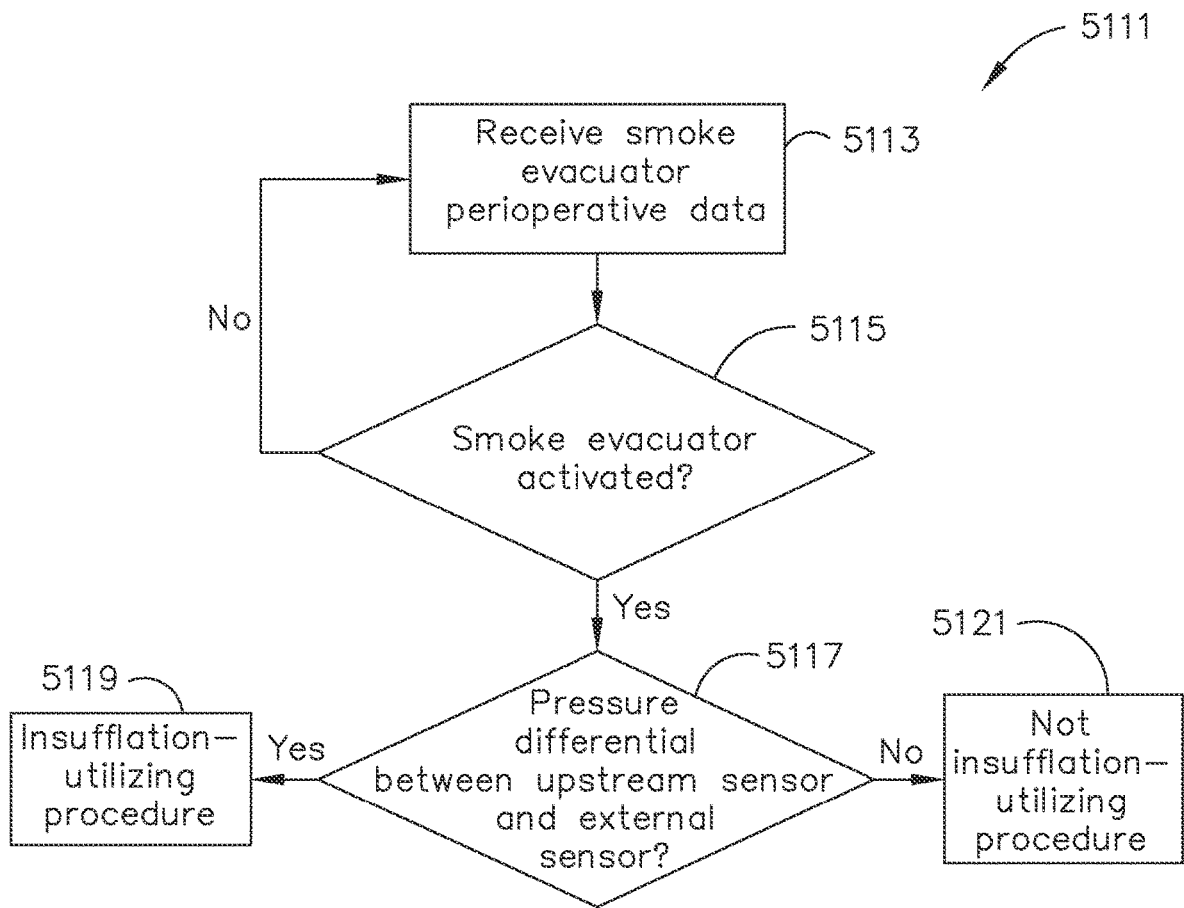 5111
Receive smoke
evacuator
perioperative data
5113
No
5115
Smoke evacuator
activated?
Yes
5117
5121
5119
Pressure
differential
between upstream sensor
and external
sensor?
Yes
Insufflation-
utilizing
procedure
No
Not
insufflation-
utilizing
procedure